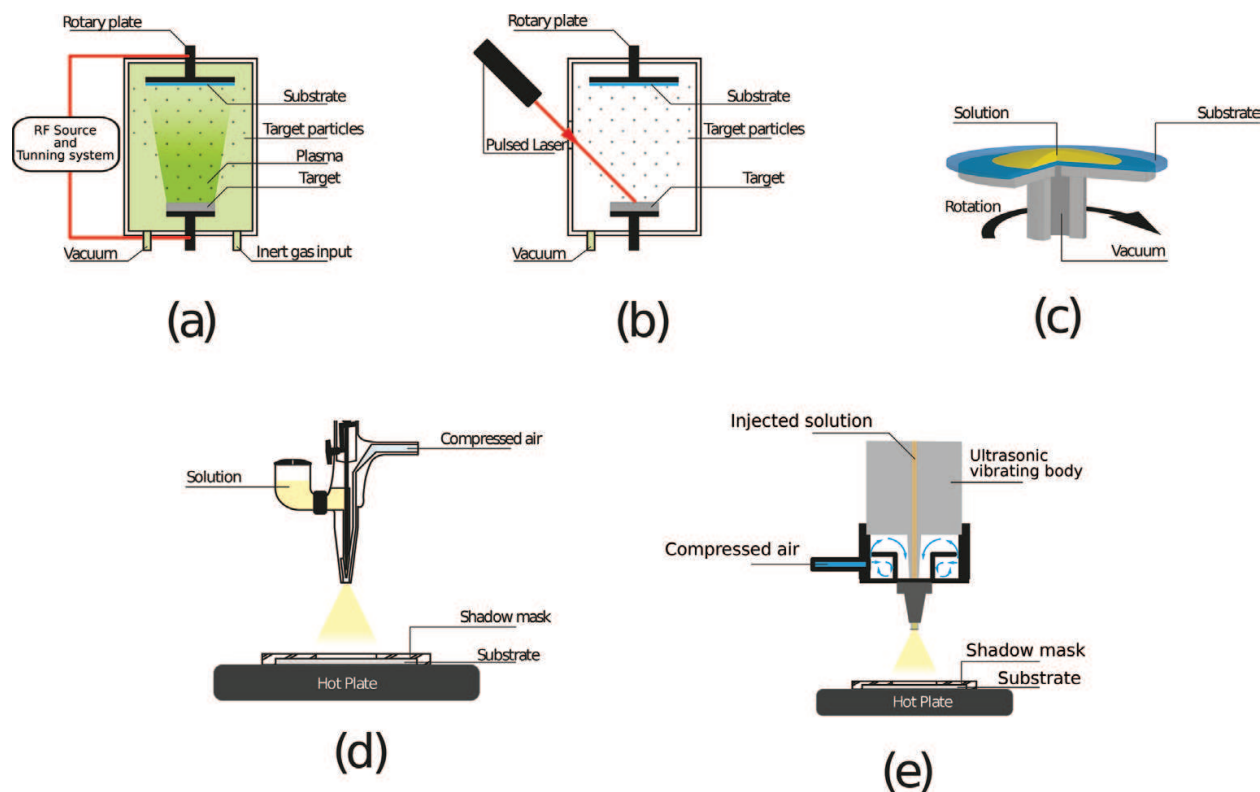 Rotary plate
Substrate
Target particles
RF Source
and
Tunning system
Plasma
Target
Vacuum
Inert gas input
(a)
Rotary plate
Substrate
Target particles
Pulsed Laser
Target
Vacuum
(b)
Solution
Substrate
Rotation
Vacuum
(c)
Compressed air
Solution
Shadow mask
Substrate
Hot Plate
(d)
Injected solution
Ultrasonic
vibrating body
Compressed air
Shadow mask
Substrate
Hot Plate
(e)